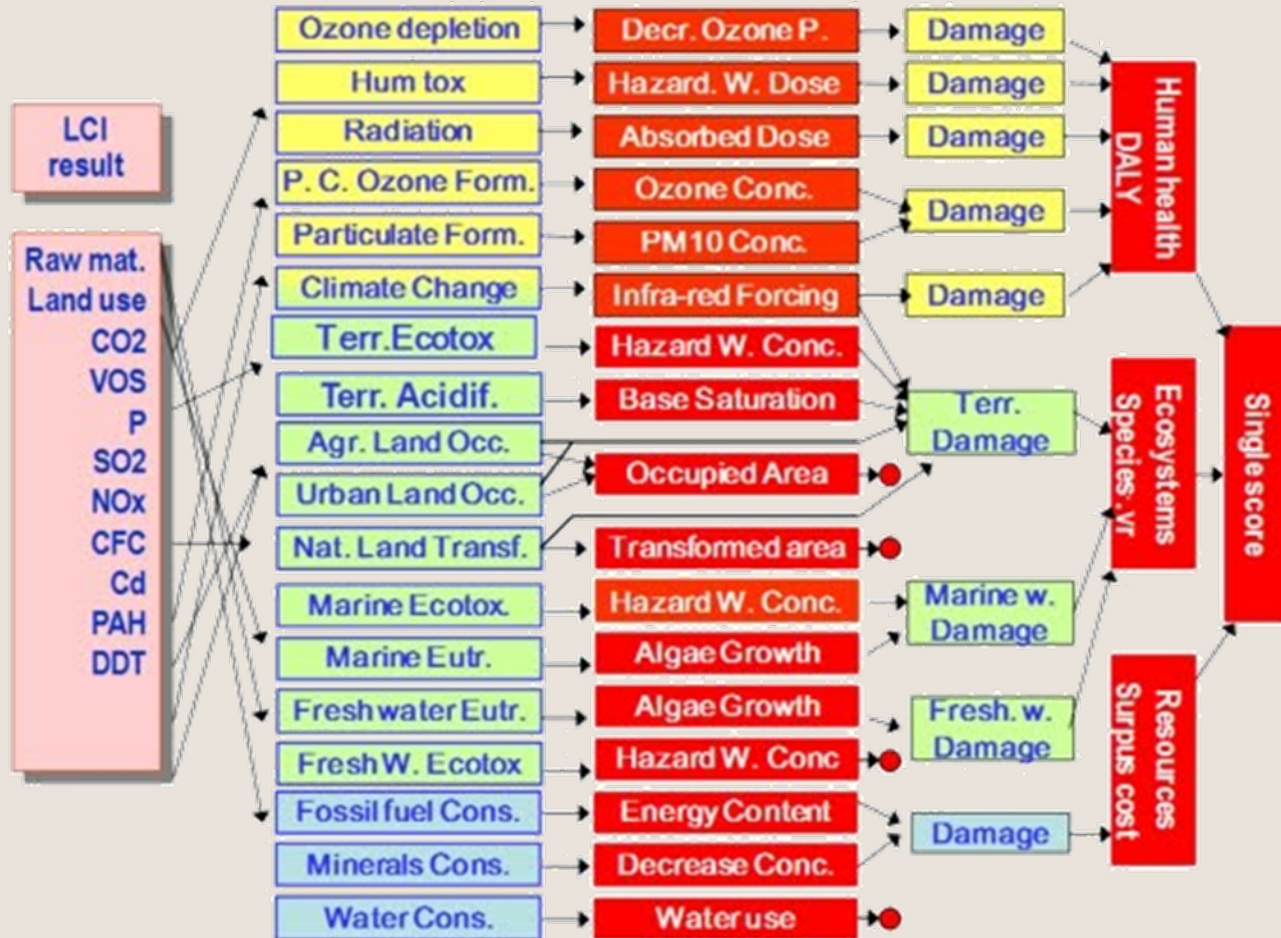 LCI
result
Raw mat.
Land use
CO2
VOS
P
SO2
NOx
CFC
Cd
PAH
DDT
Ozone depletion
Hum tox
Radiation
P. C. Ozone Form.
Particulate Form.
Climate Change
Terr.Ecotox
Terr. Acidif.
Agr. Land Occ.
Urban Land Occ.
Nat. Land Transf.
Marine Ecotox.
Marine Eutr.
Freshwater Eutr.
Fresh W. Ecotox
Fossil fuel Cons.
Minerals Cons.
Water Cons.
Decr. Ozone P.
Hazard. W. Dose
Absorbed Dose
Ozone Conc.
PM10 Conc.
Infra-red Forcing
Hazard W. Conc.
Base Saturation
Occupied Area
Transformed area
Hazard W. Conc.
Algae Growth
Algae Growth
Hazard W. Conc
Energy Content
Decrease Conc.
Water use
Damage
Damage
Damage
Damage
Damage
Terr.
Damage
Marine w.
Damage
Fresh. w.
Damage
Damage
Human health
DALY
Ecosystems
Species.yr
Resources
Surpus cost
Single score